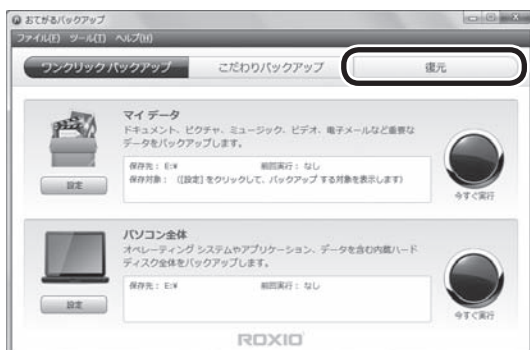 おてがるバックアップ
ファイル(F) ツール(T) ヘルプ(H)
ワンクリック バックアップ こだわりバックアップ 復元
マイ データ
ドキュメント、ピクチャ、ミュージック、ビデオ、電子メールなど重要な
データをバックアップします。
保存先： E:¥ 前回実行： なし
保存対象： （[設定] をクリックして、バックアップ する対象を表示します）
設定
今すぐ実行
パソコン全体
オペレーティング システムやアプリケーション、データを含む内蔵ハード
ディスク全体をバックアップします。
保存先： E:¥ 前回実行： なし
設定
今すぐ実行
ROXIO